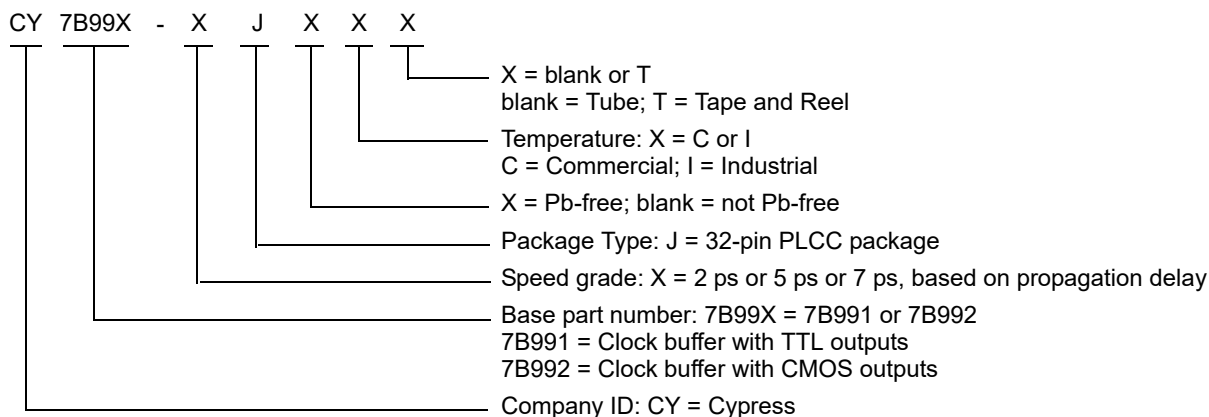 CY 7B99X - X J X X X
X = blank or T
blank = Tube; T = Tape and Reel
Temperature: X = C or I
C = Commercial; I = Industrial
X = Pb-free; blank = not Pb-free
Package Type: J = 32-pin PLCC package
Speed grade: X = 2 ps or 5 ps or 7 ps, based on propagation delay
Base part number: 7B99X = 7B991 or 7B992
7B991 = Clock buffer with TTL outputs
7B992 = Clock buffer with CMOS outputs
Company ID: CY = Cypress